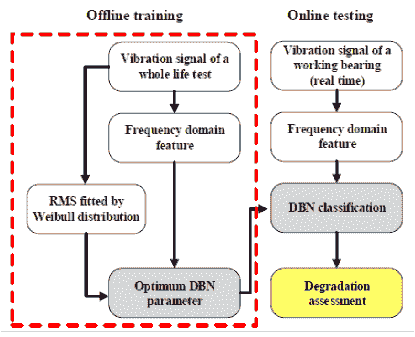 Offline training
Online testing
Vibration signal of a
whole life test
Frequency domain
feature
RMS fitted by
Weibull distribution
Optimum DBN
parameter
Vibration signal of a
working bearing
(real time)
Frequency domain
feature
DBN classification
Degradation
assessment